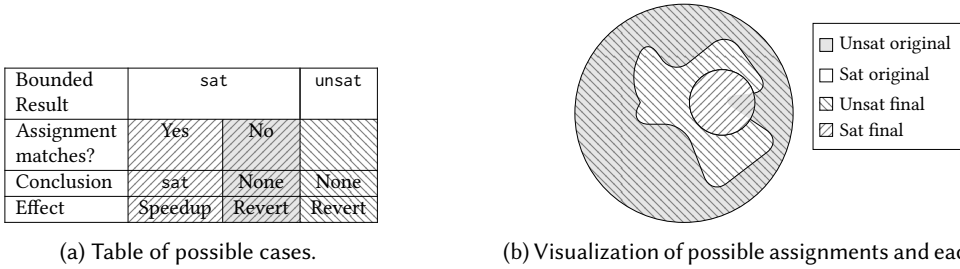 Bounded Result sat unsat
Assignment matches? Yes No
Conclusion sat None None
Effect Speedup Revert Revert
(a) Table of possible cases.
Unsat original
Sat original
Unsat final
Sat final
(b) Visualization of possible assignments and eac